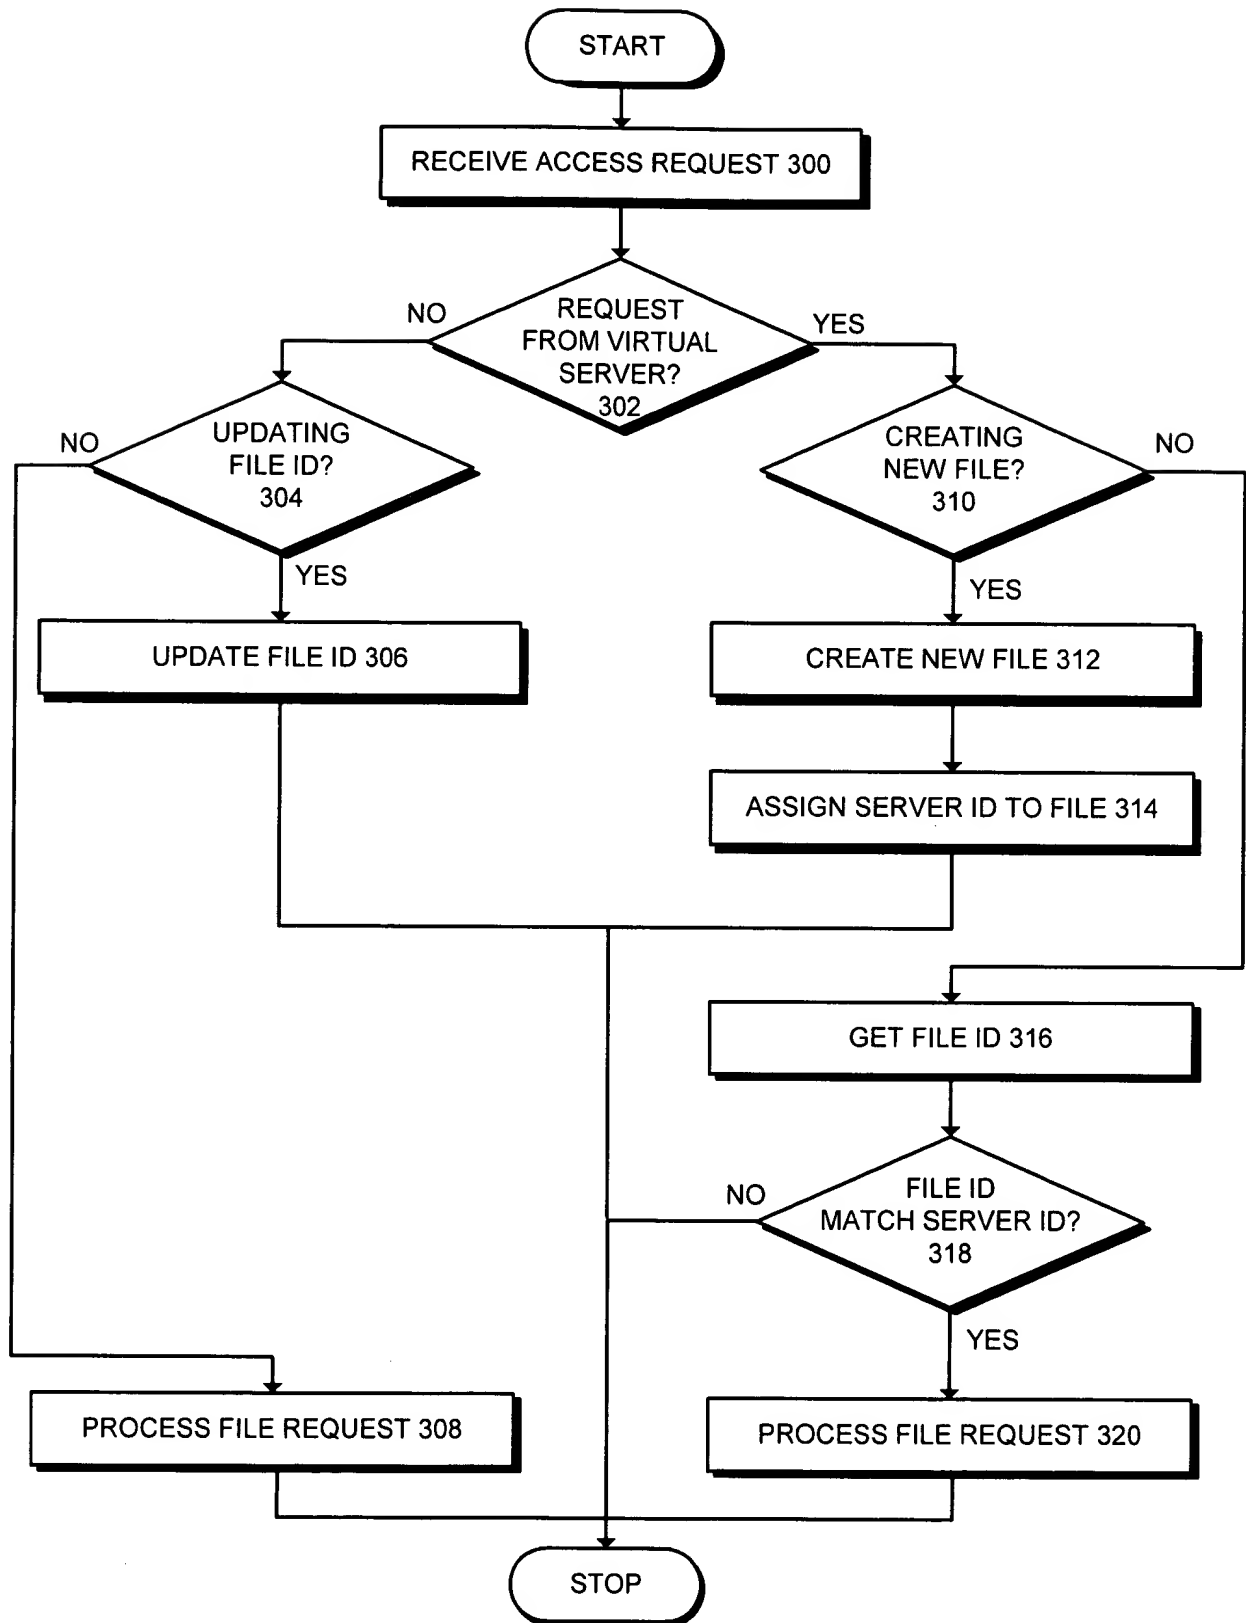 START
RECEIVE ACCESS REQUEST 300
REQUEST
FROM VIRTUAL
SERVER?
302
NO
YES
UPDATING
FILE ID?
304
NO
YES
CREATING
NEW FILE?
310
NO
YES
UPDATE FILE ID 306
CREATE NEW FILE 312
ASSIGN SERVER ID TO FILE 314
GET FILE ID 316
FILE ID
MATCH SERVER ID?
318
NO
YES
PROCESS FILE REQUEST 308
PROCESS FILE REQUEST 320
STOP